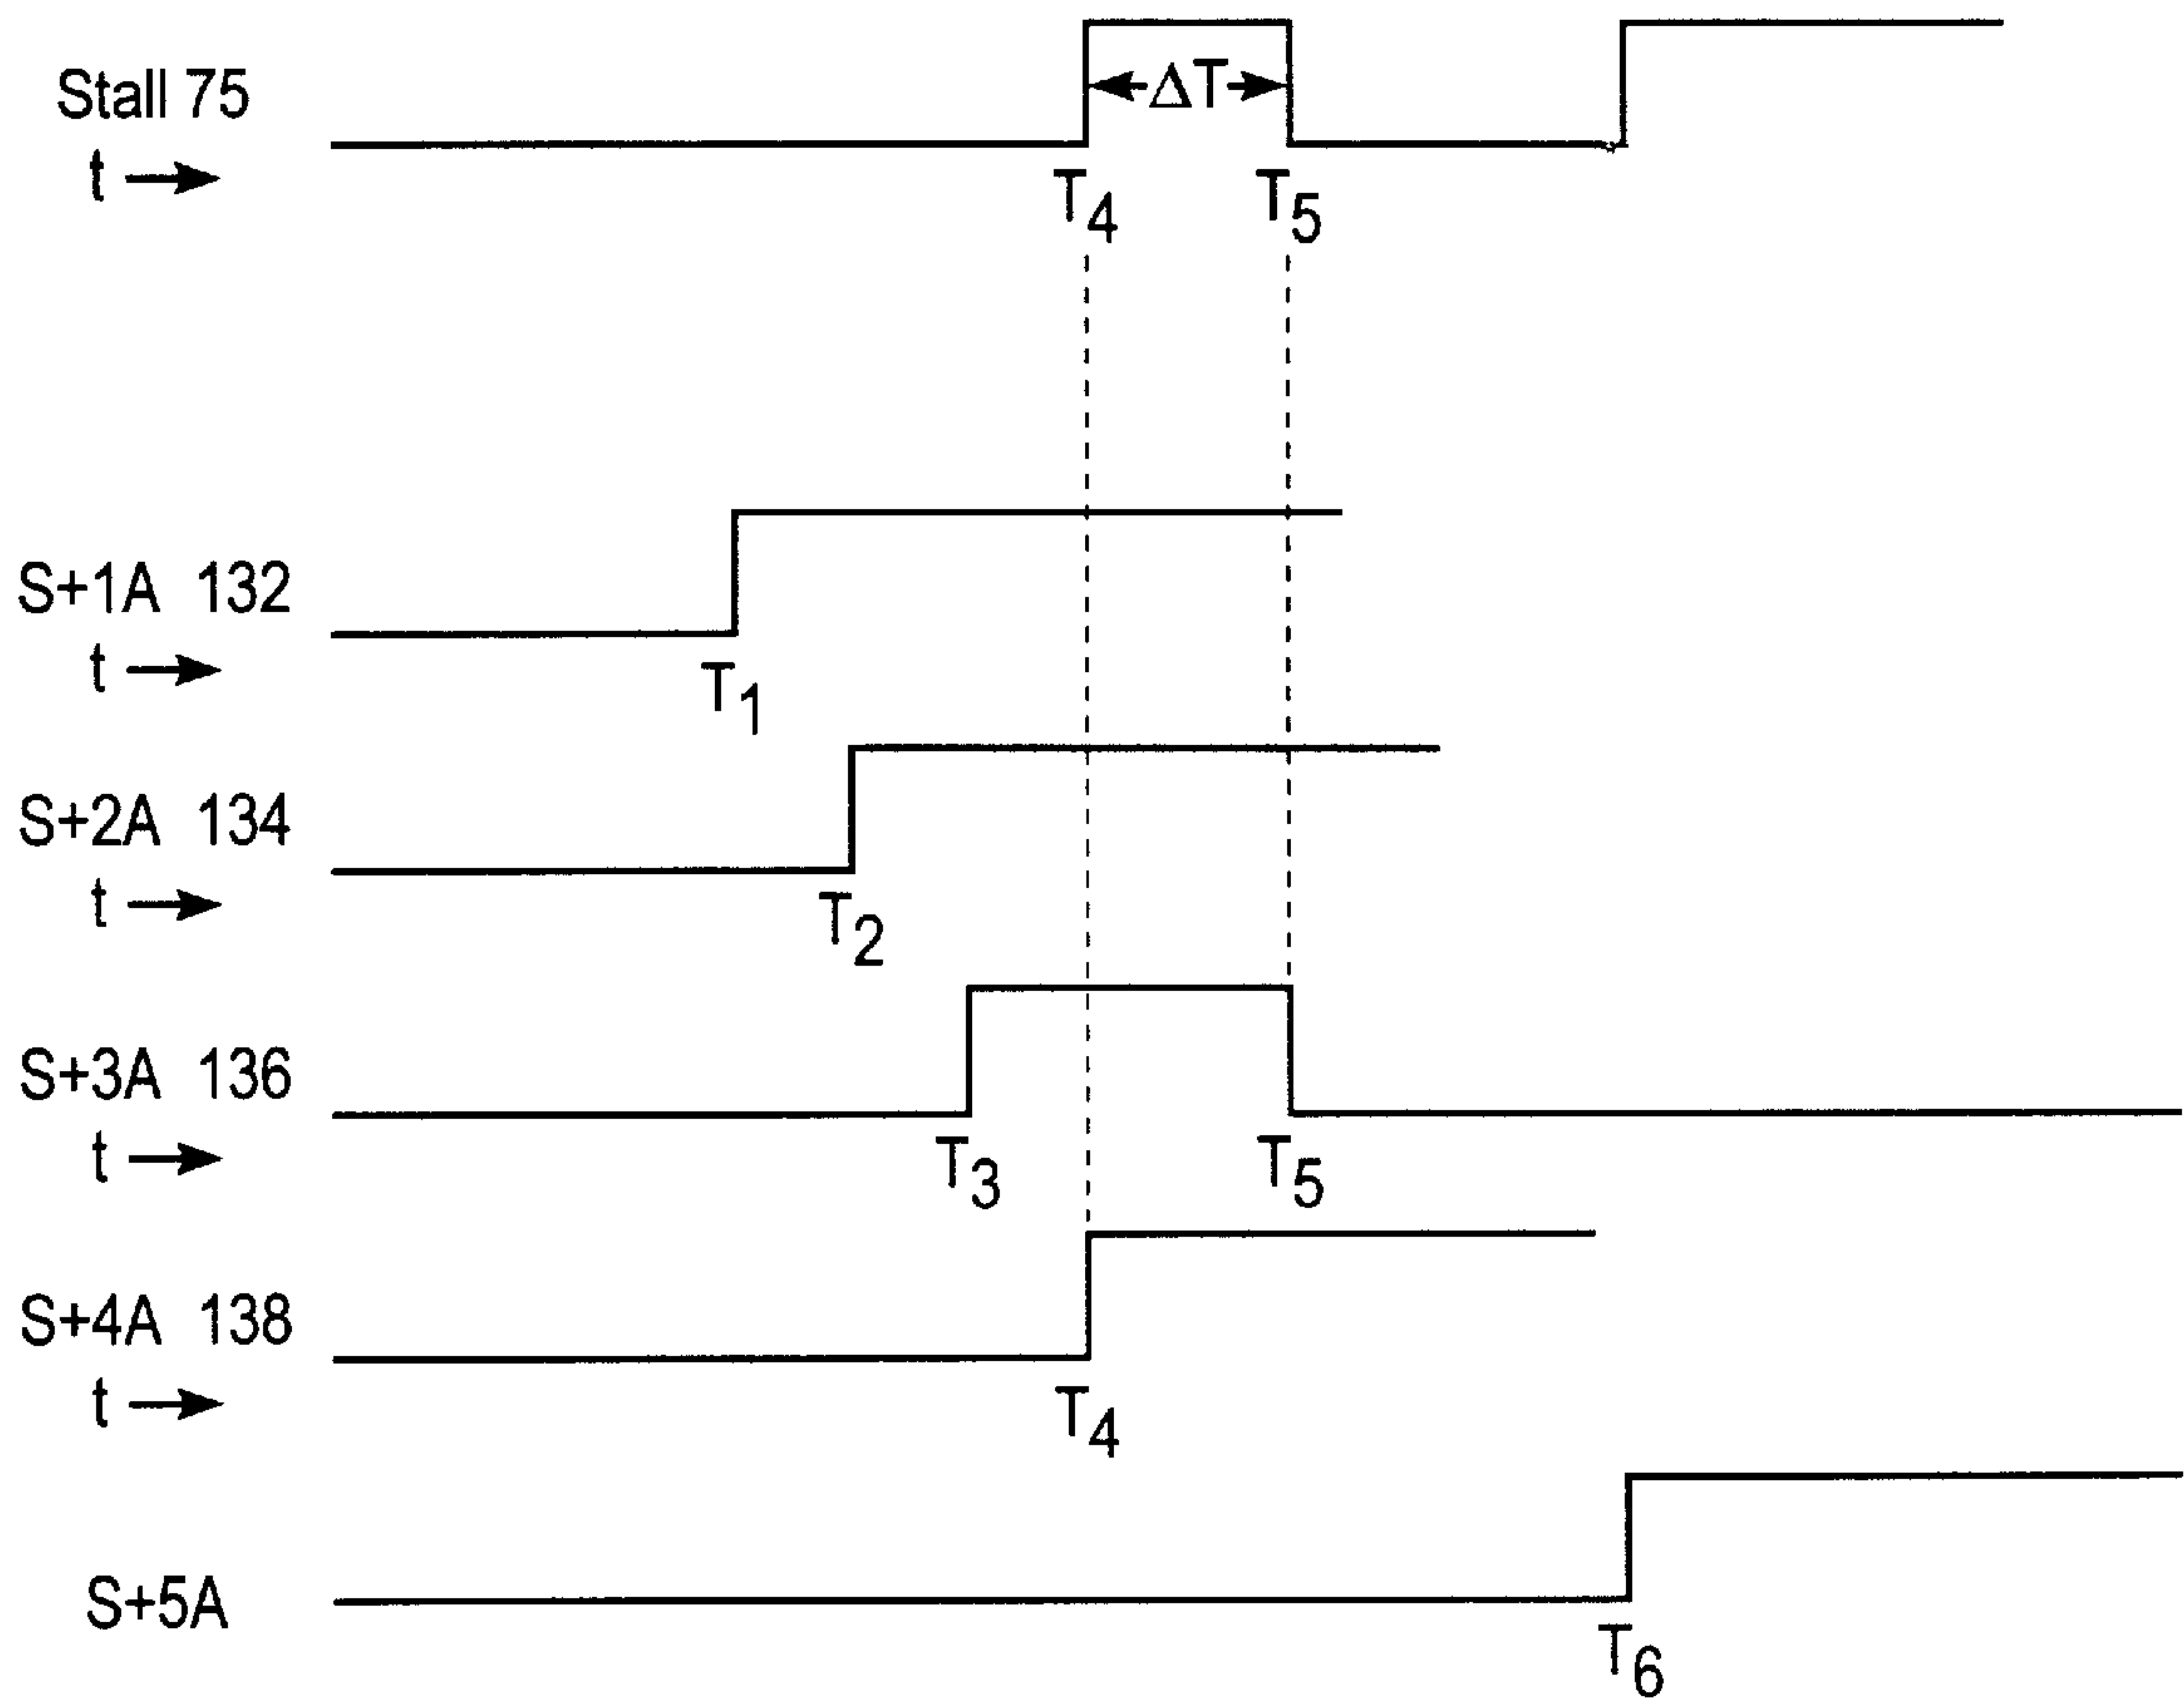 Stall 75
ΔT
t
T4 T5
S+1A 132
t
T1
S+2A 134
t
T2
S+3A 136
t
T3 T5
S+4A 138
t
T4
S+5A
T6